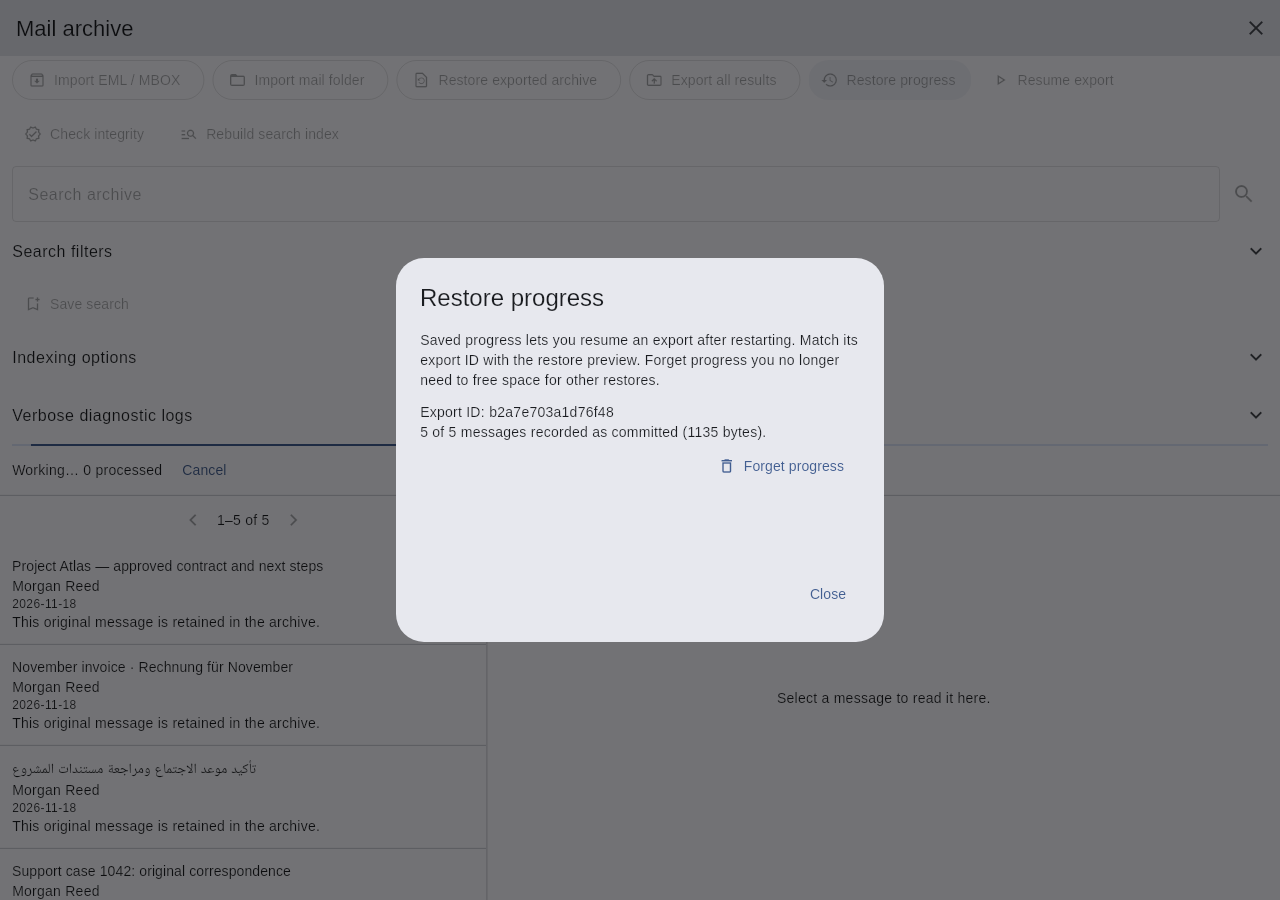 Mail archive
Import EML / MBOX
Import mail folder
Restore exported archive
Export all results
Restore progress
Resume export
Check integrity
Rebuild search index
Search archive
Search filters
Save search
Indexing options
Verbose diagnostic logs
Working… 0 processed
Cancel
1–5 of 5
Project Atlas — approved contract and next steps
Morgan Reed
2026-11-18
This original message is retained in the archive.
November invoice · Rechnung für November
Morgan Reed
2026-11-18
This original message is retained in the archive.
تأكيد موعد الاجتماع ومراجعة مستندات المشروع
Morgan Reed
2026-11-18
This original message is retained in the archive.
Support case 1042: original correspondence
Morgan Reed
Select a message to read it here.
Restore progress
Saved progress lets you resume an export after restarting. Match its
export ID with the restore preview. Forget progress you no longer
need to free space for other restores.
Export ID: b2a7e703a1d76f48
5 of 5 messages recorded as committed (1135 bytes).
Forget progress
Close